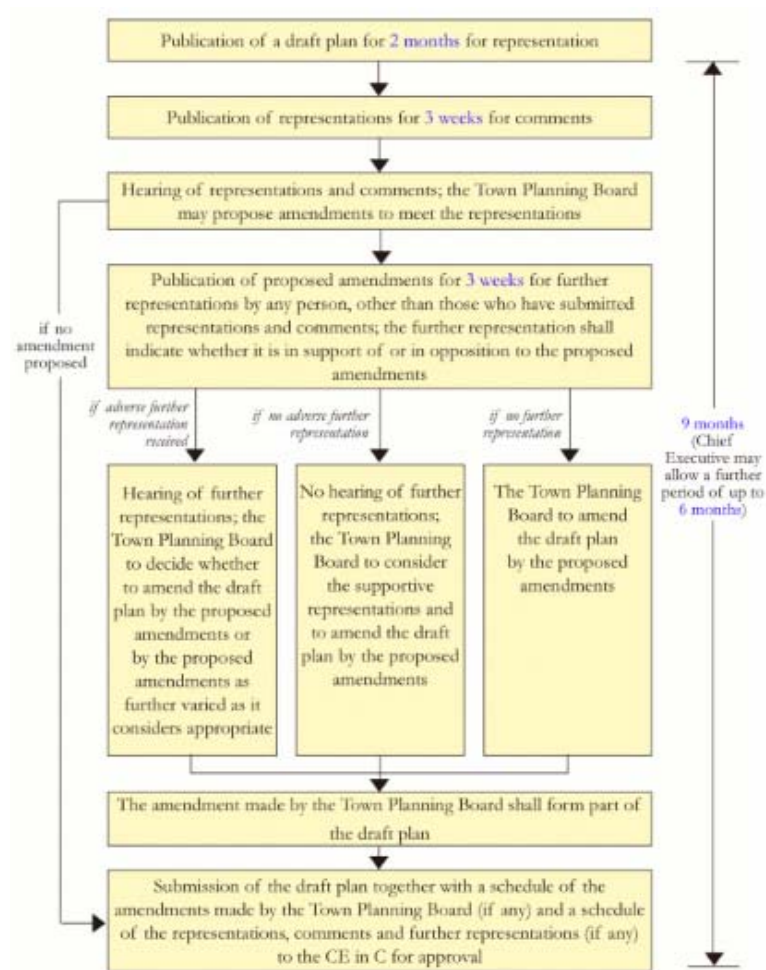 Publication of a draft plan for 2 months for representation
Publication of representations for 3 weeks for comments
Hearing of representations and comments; the Town Planning Board
may propose amendments to meet the representations
Publication of proposed amendments for 3 weeks for further
representations by any person, other than those who have submitted
representations and comments; the further representation shall
indicate whether it is in support of or in opposition to the proposed
amendments
if no
amendment
proposed
if adverse further
representation
received
if no adverse further
representation
if no further
representation
Hearing of further
representations; the
Town Planning Board
to decide whether
to amend the draft
plan by the proposed
amendments or
by the proposed
amendments as
further varied as it
considers appropriate
No hearing of further
representations;
the Town Planning
Board to consider
the supportive
representations and
to amend the draft
plan by the proposed
amendments
The Town Planning
Board to amend
the draft plan
by the proposed
amendments
9 months
(Chief
Executive may
allow a further
period of up to
6 months)
The amendment made by the Town Planning Board shall form part of
the draft plan
Submission of the draft plan together with a schedule of the
amendments made by the Town Planning Board (if any) and a schedule
of the representations, comments and further representations (if any)
to the CE in C for approval